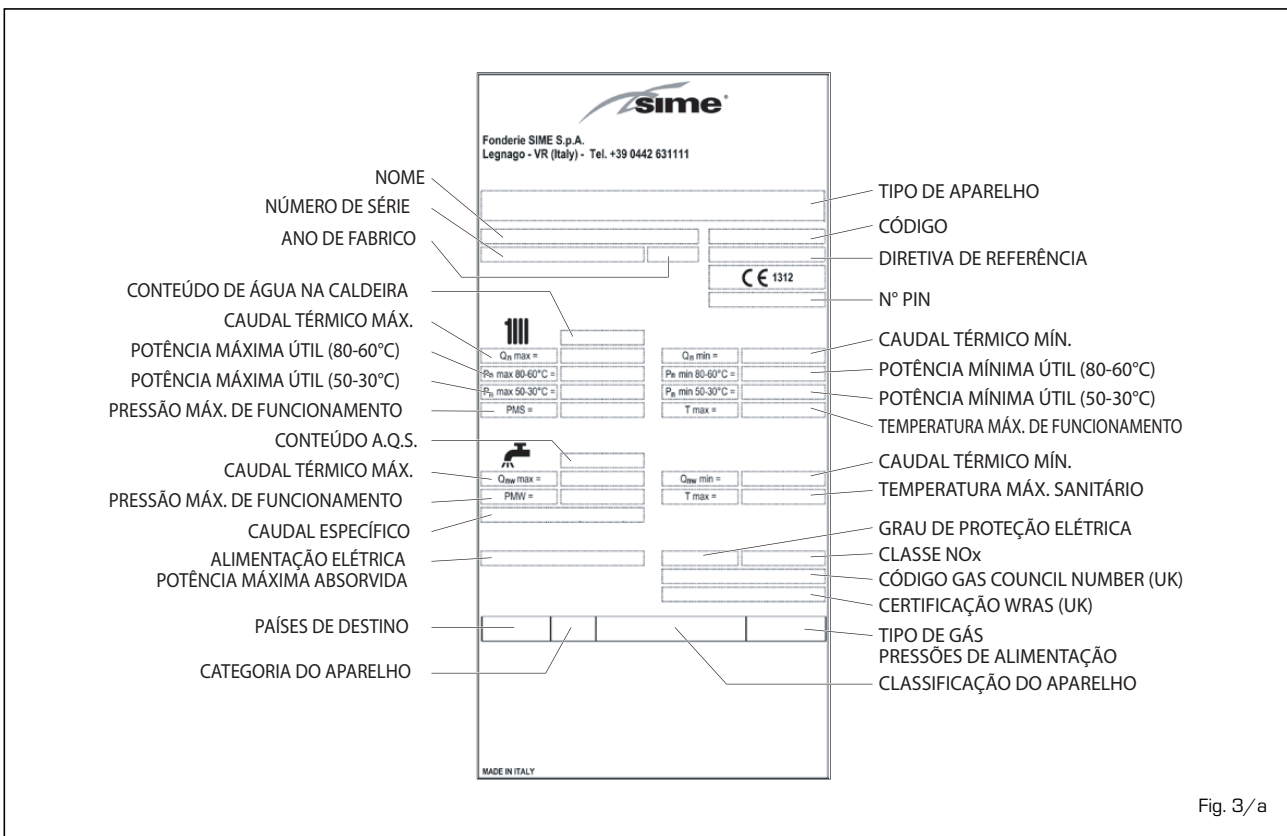 sime
Fonderie SIME S.p.A.
Legnago - VR (Italy) - Tel. +39 0442 631111
NOME
NÚMERO DE SÉRIE
ANO DE FABRICO
CONTEÚDO DE ÁGUA NA CALDEIRA
CAUDAL TÉRMICO MÁX.
POTÊNCIA MÁXIMA ÚTIL (80-60°C)
POTÊNCIA MÁXIMA ÚTIL (50-30°C)
PRESSÃO MÁX. DE FUNCIONAMENTO
CONTEÚDO A.Q.S.
CAUDAL TÉRMICO MÁX.
PRESSÃO MÁX. DE FUNCIONAMENTO
CAUDAL ESPECÍFICO
ALIMENTAÇÃO ELÉTRICA
POTÊNCIA MÁXIMA ABSORVIDA
PAÍSES DE DESTINO
CATEGORIA DO APARELHO
CE 1312
Qn max =
Pn max 80-60°C =
Pn max 50-30°C =
PMS =
Qn min =
Pn min 80-60°C =
Pn min 50-30°C =
T max =
Qnw max =
PMW =
Qnw min =
T max =
MADE IN ITALY
TIPO DE APARELHO
CÓDIGO
DIRETIVA DE REFERÊNCIA
N° PIN
CAUDAL TÉRMICO MÍN.
POTÊNCIA MÍNIMA ÚTIL (80-60°C)
POTÊNCIA MÍNIMA ÚTIL (50-30°C)
TEMPERATURA MÁX. DE FUNCIONAMENTO
CAUDAL TÉRMICO MÍN.
TEMPERATURA MÁX. SANITÁRIO
GRAU DE PROTEÇÃO ELÉTRICA
CLASSE NOx
CÓDIGO GAS COUNCIL NUMBER (UK)
CERTIFICAÇÃO WRAS (UK)
TIPO DE GÁS
PRESSÕES DE ALIMENTAÇÃO
CLASSIFICAÇÃO DO APARELHO
Fig. 3/a